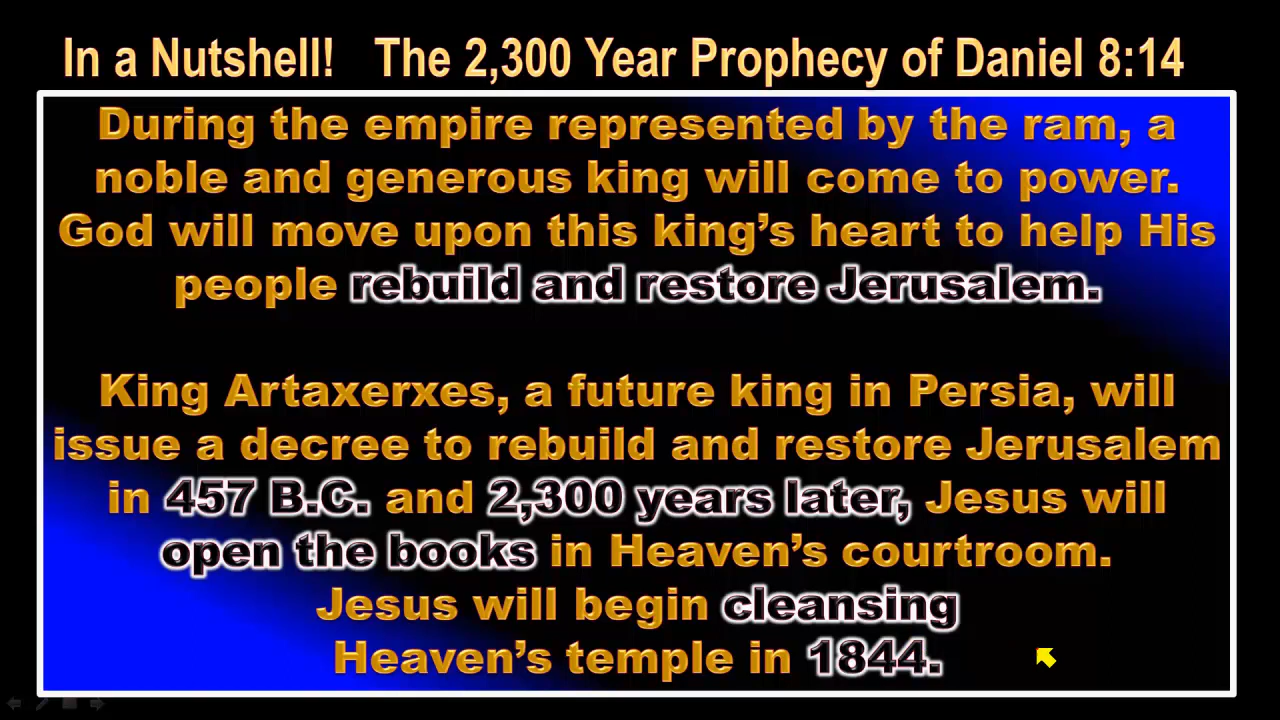 In a Nutshell! The 2,300 Year Prophecy of Daniel 8:14
During the empire represented by the ram, a
noble and generous king will come to power.
God will move upon this king’s heart to help His
people rebuild and restore Jerusalem.
King Artaxerxes, a future king in Persia, will
issue a decree to rebuild and restore Jerusalem
in 457 B.C. and 2,300 years later, Jesus will
open the books in Heaven’s courtroom.
Jesus will begin cleansing
Heaven’s temple in 1844.